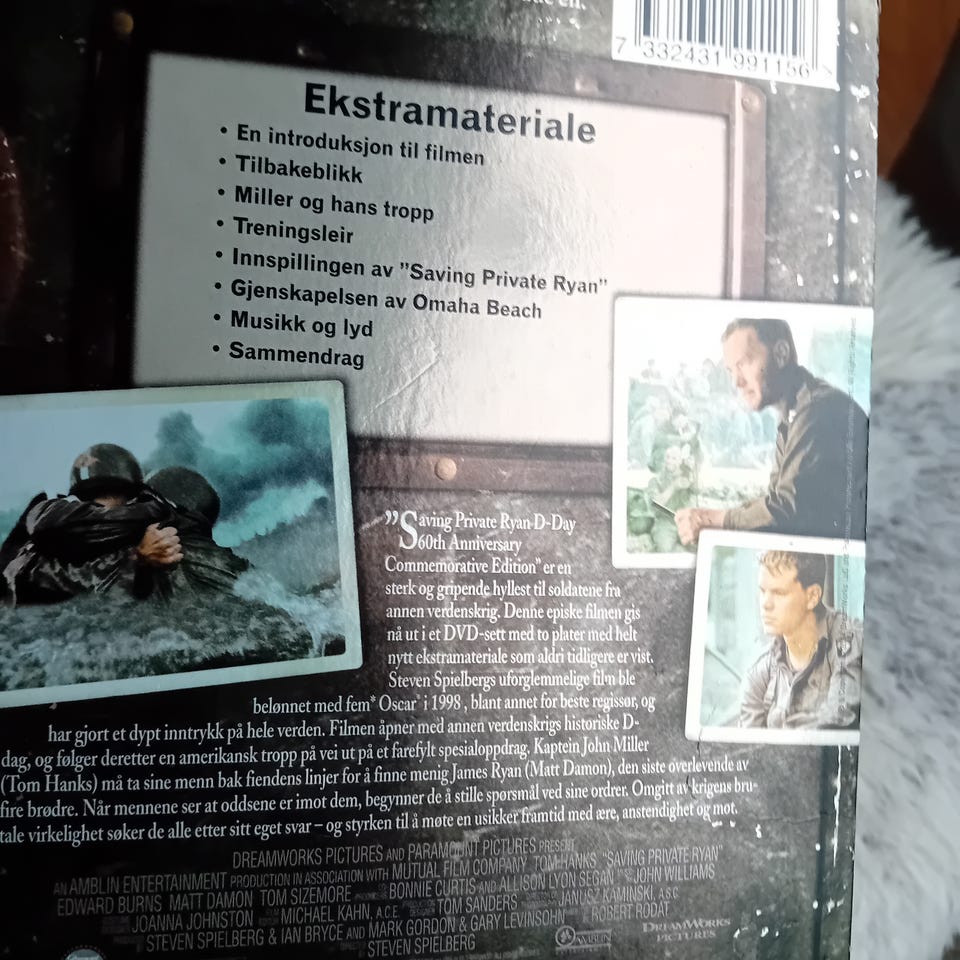 7 332431 991156 >
Ekstramateriale
• En introduksjon til filmen
• Tilbakeblikk
• Miller og hans tropp
• Treningsleir
• Innspillingen av ”Saving Private Ryan”
• Gjenskapelsen av Omaha Beach
• Musikk og lyd
• Sammendrag
”Saving Private Ryan D-Day
60th Anniversary
Commemorative Edition” er en
sterk og gripende hyllest til soldatene fra
annen verdenskrig. Denne episke filmen gis
nå ut i et DVD-sett med to plater med helt
nytt ekstramateriale som aldri tidligere er vist.
Steven Spielbergs uforglemmelige film ble
belønnet med fem* Oscar® i 1998, blant annet for beste regissør, og
har gjort et dypt inntrykk på hele verden. Filmen åpner med annen verdenskrigs historiske D-
dag, og følger deretter en amerikansk tropp på vei ut på et farefylt spesialoppdrag. Kaptein John Miller
(Tom Hanks) må ta sine menn bak fiendens linjer for å finne menig James Ryan (Matt Damon), den siste overlevende av
fire brødre. Når mennene ser at oddsene er imot dem, begynner de å stille spørsmål ved sine ordrer. Omgitt av krigens bru-
tale virkelighet søker de alle etter sitt eget svar – og styrken til å møte en usikker framtid med ære, anstendighet og mot.
DREAMWORKS PICTURES AND PARAMOUNT PICTURES PRESENT
AN AMBLIN ENTERTAINMENT PRODUCTION IN ASSOCIATION WITH MUTUAL FILM COMPANY TOM HANKS "SAVING PRIVATE RYAN"
EDWARD BURNS MATT DAMON TOM SIZEMORE BONNIE CURTIS AND ALLISON LYON SEGAN JOHN WILLIAMS
JOANNA JOHNSTON MICHAEL KAHN, A.C.E. TOM SANDERS JANUSZ KAMINSKI, A.S.C.
STEVEN SPIELBERG & IAN BRYCE AND MARK GORDON & GARY LEVINSOHN ROBERT RODAT
STEVEN SPIELBERG
AMBLIN
DREAMWORKS
PICTURES